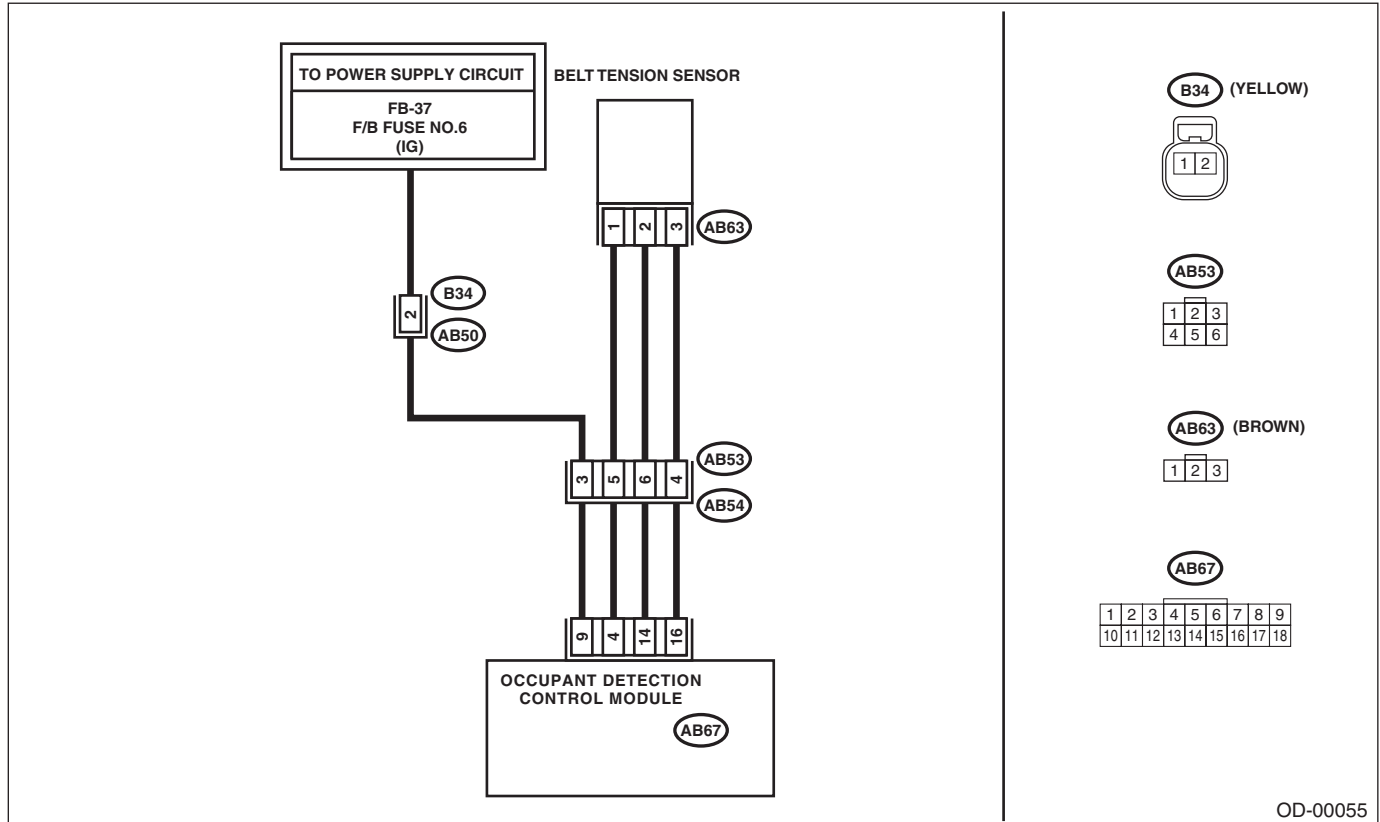 TO POWER SUPPLY CIRCUIT
FB-37
F/B FUSE NO.6
(IG)
BELT TENSION SENSOR
1 2 3
AB63
B34
2
AB50
3 5 6 4
AB53
AB54
9 4 14 16
OCCUPANT DETECTION
CONTROL MODULE
AB67
B34 (YELLOW)
1 2
AB53
1 2 3
4 5 6
AB63 (BROWN)
1 2 3
AB67
1 2 3 4 5 6 7 8 9
10 11 12 13 14 15 16 17 18
OD-00055